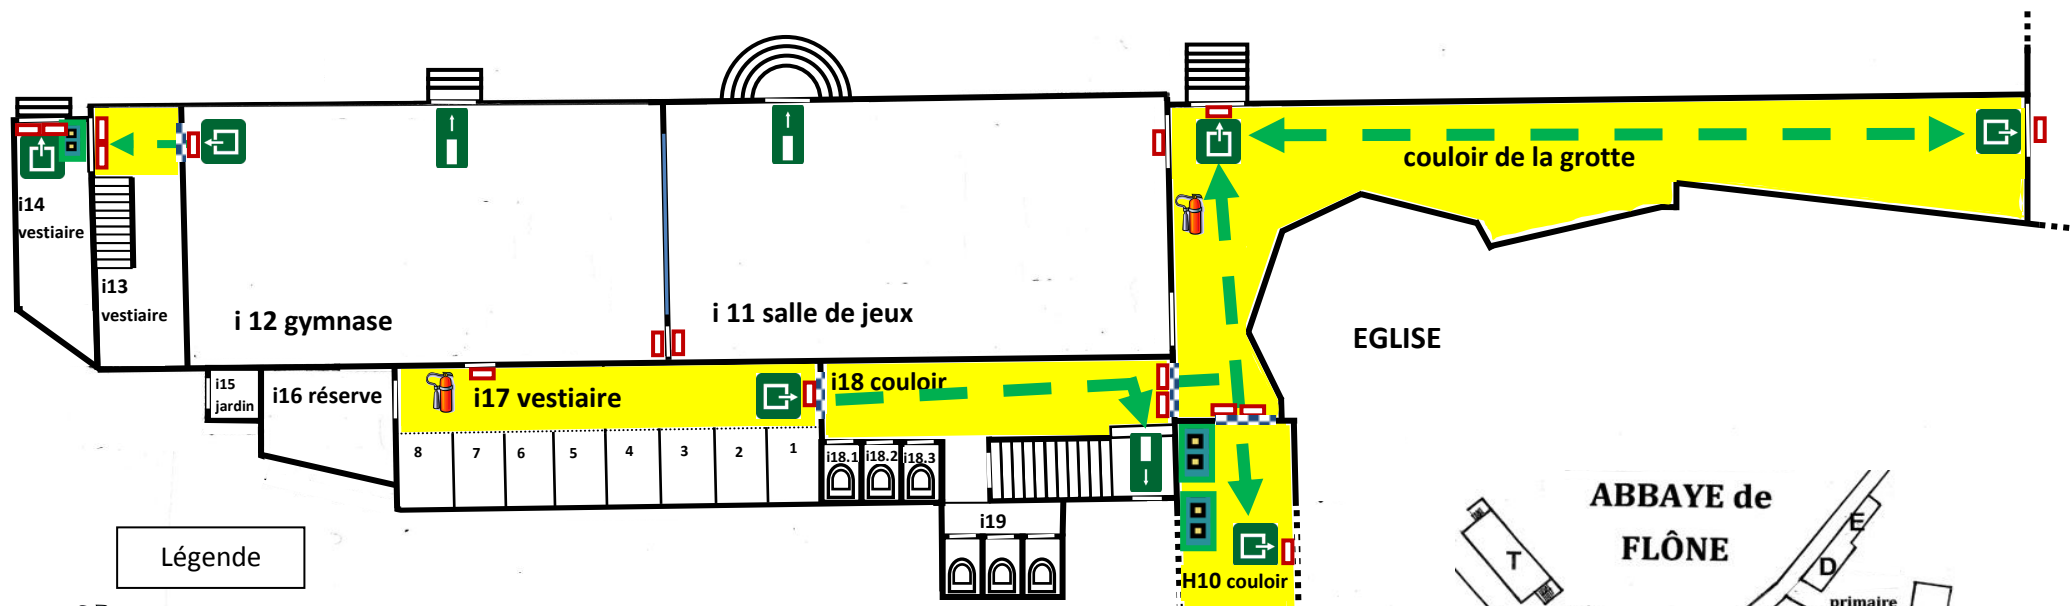 couloir de la grotte
i14
vestiaire
i13
vestiaire
i 12 gymnase
i 11 salle de jeux
EGLISE
i15
jardin
i16 réserve
i17 vestiaire
i18 couloir
8 7 6 5 4 3 2 1
i18.1 i18.2 i18.3
i19
H10 couloir
Légende
ABBAYE de
FLÔNE
T
E
D
primaire